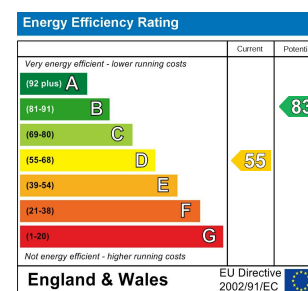 Energy Efficiency Rating
Current Potenti
Very energy efficient - lower running costs
(92 plus) A
(81-91) B 83
(69-80) C
(55-68) D 55
(39-54) E
(21-38) F
(1-20) G
Not energy efficient - higher running costs
England & Wales
EU Directive
2002/91/EC